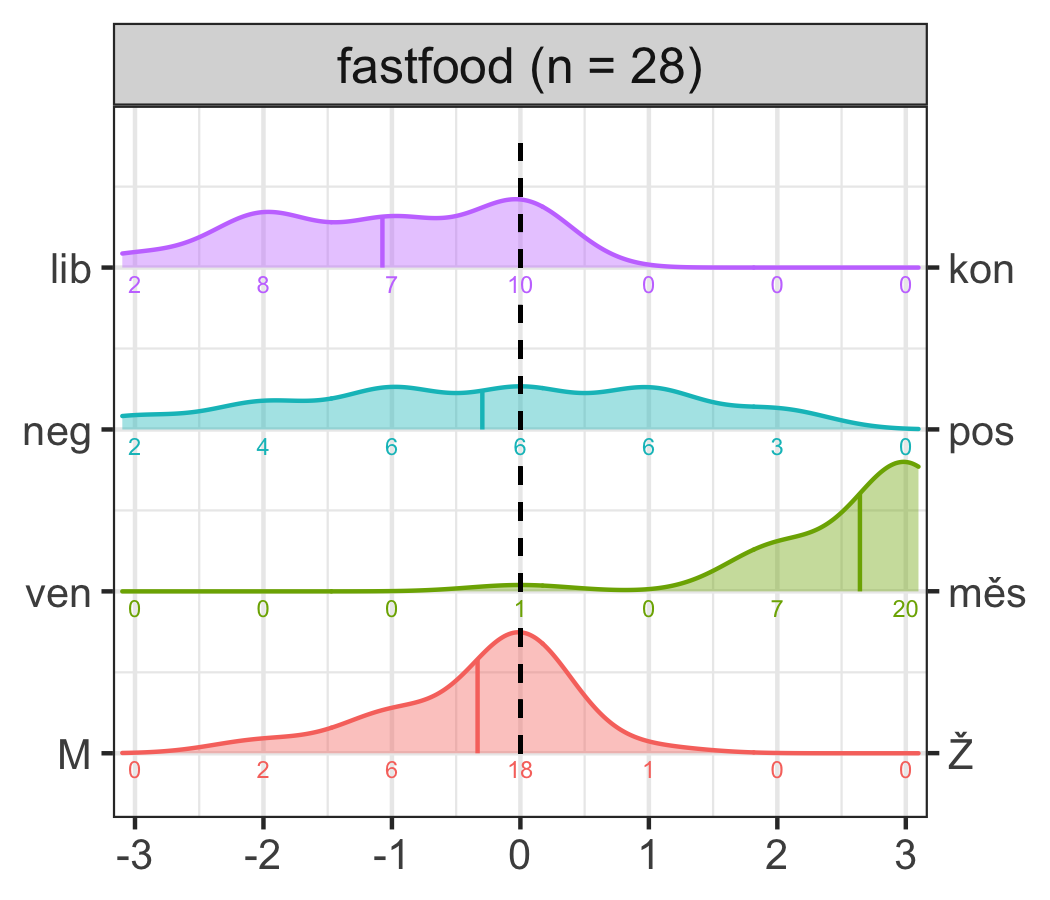 fastfood (n = 28)
lib kon
2 8 7 10 0 0 0
neg pos
2 4 6 6 6 3 0
ven měs
0 0 0 1 0 7 20
M Ž
0 2 6 18 1 0 0
-3 -2 -1 0 1 2 3